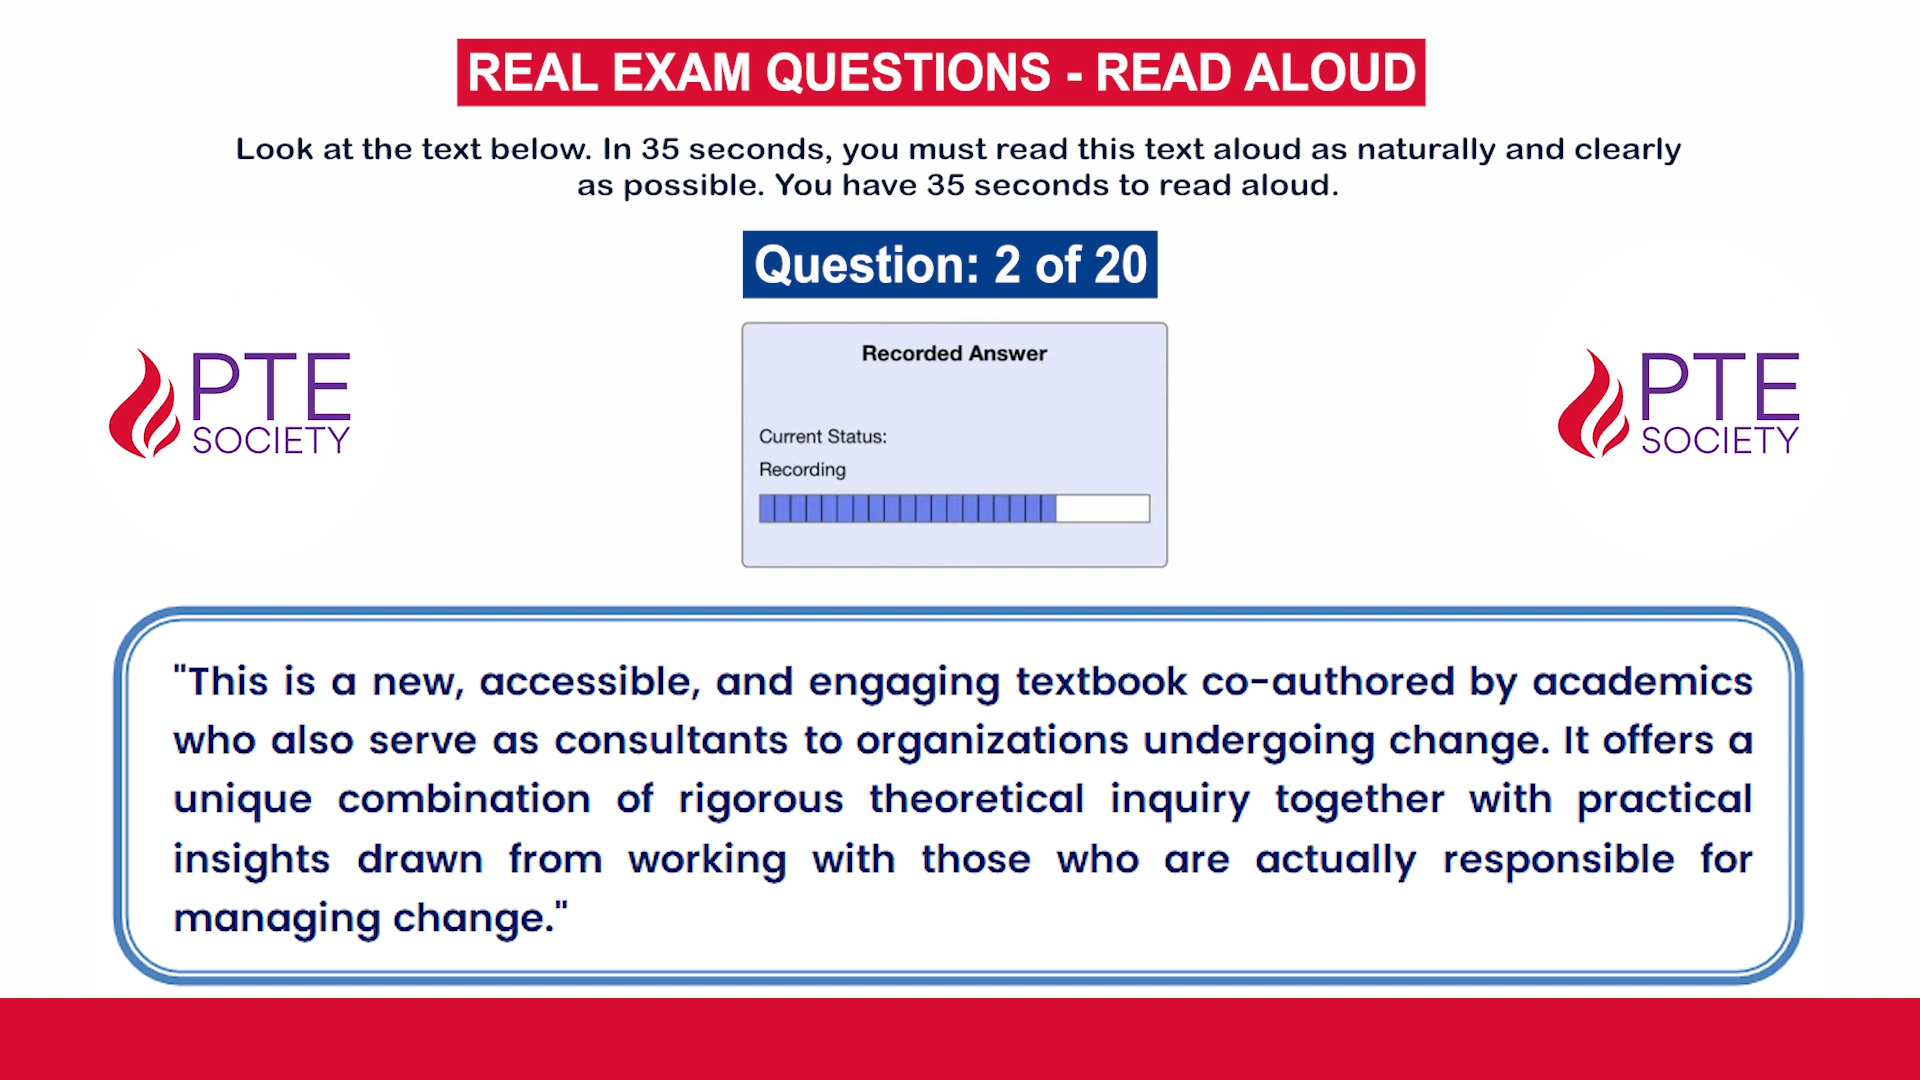 REAL EXAM QUESTIONS - READ ALOUD
Look at the text below. In 35 seconds, you must read this text aloud as naturally and clearly
as possible. You have 35 seconds to read aloud.
Question: 2 of 20
PTE
SOCIETY
Recorded Answer
Current Status:
Recording
PTE
SOCIETY
"This is a new, accessible, and engaging textbook co-authored by academics
who also serve as consultants to organizations undergoing change. It offers a
unique combination of rigorous theoretical inquiry together with practical
insights drawn from working with those who are actually responsible for
managing change."